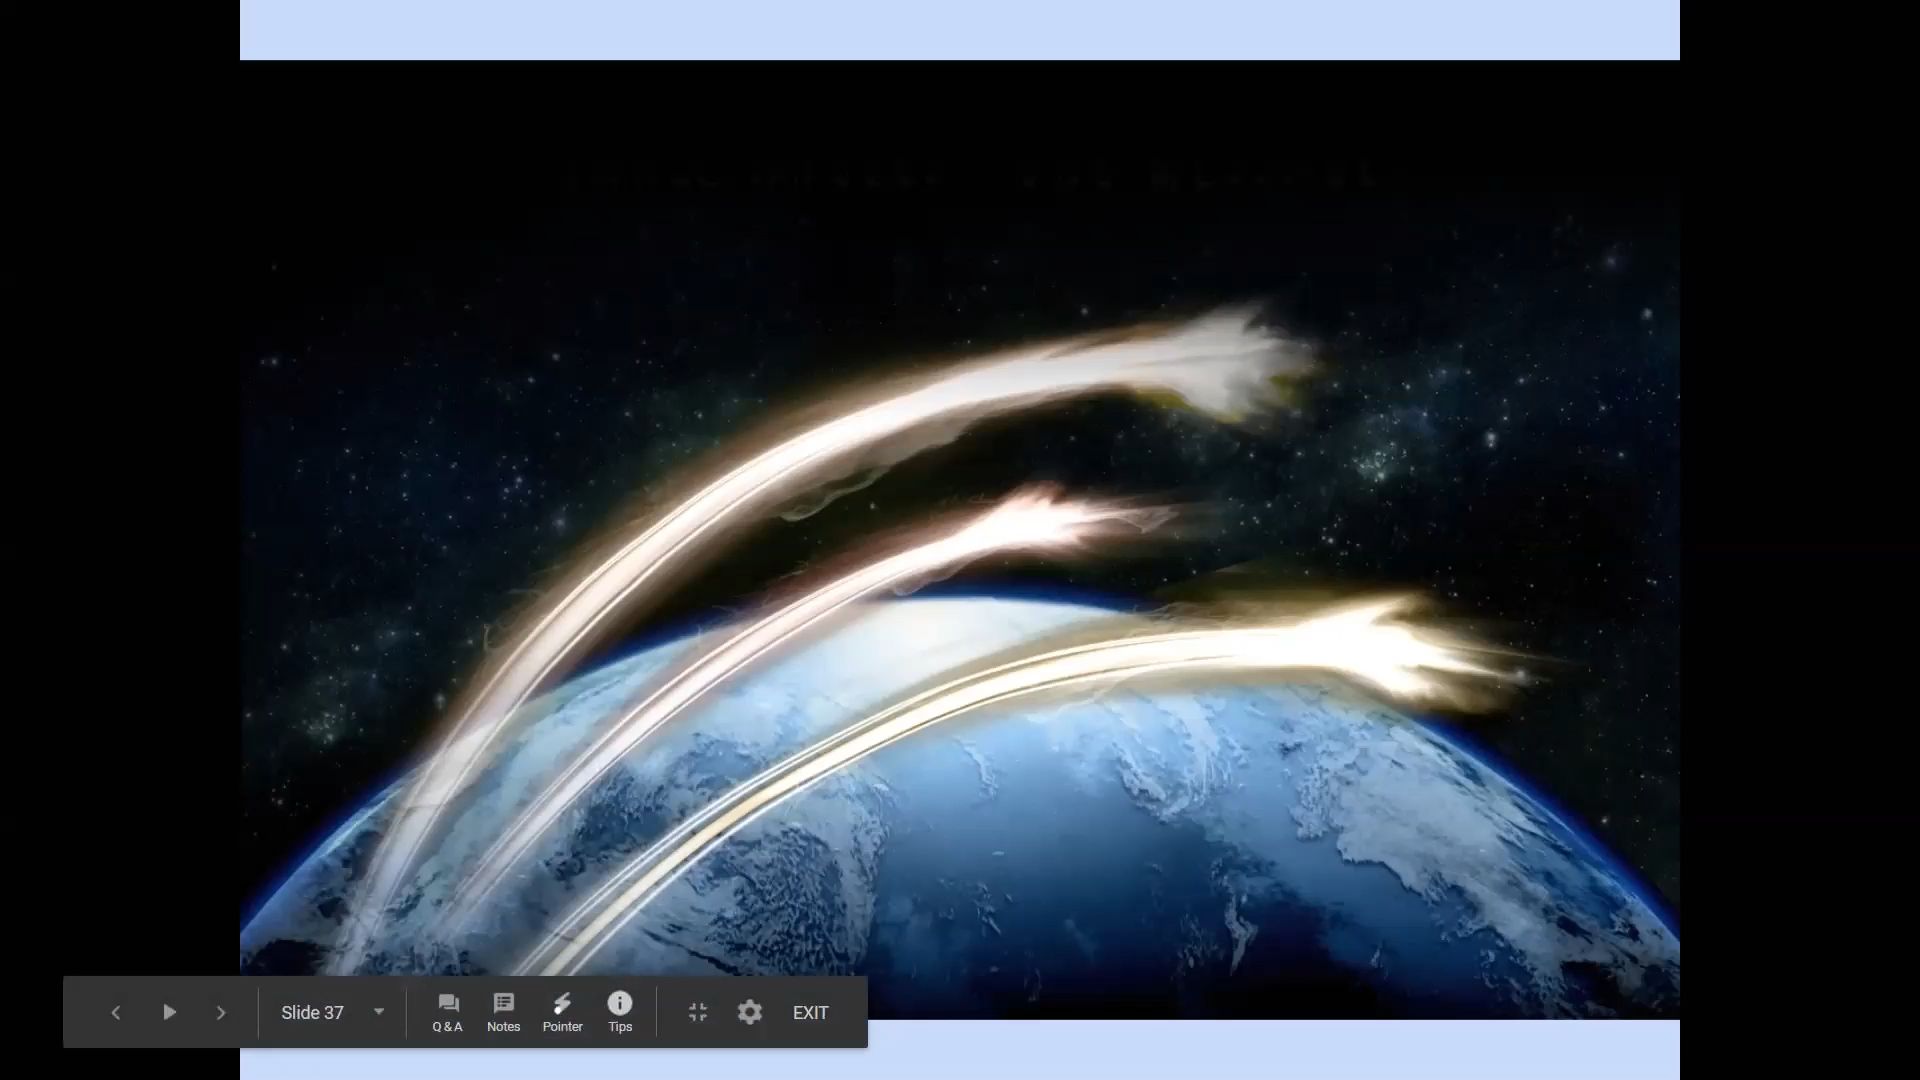 Slide 37
Q & A
Notes
Pointer
Tips
EXIT